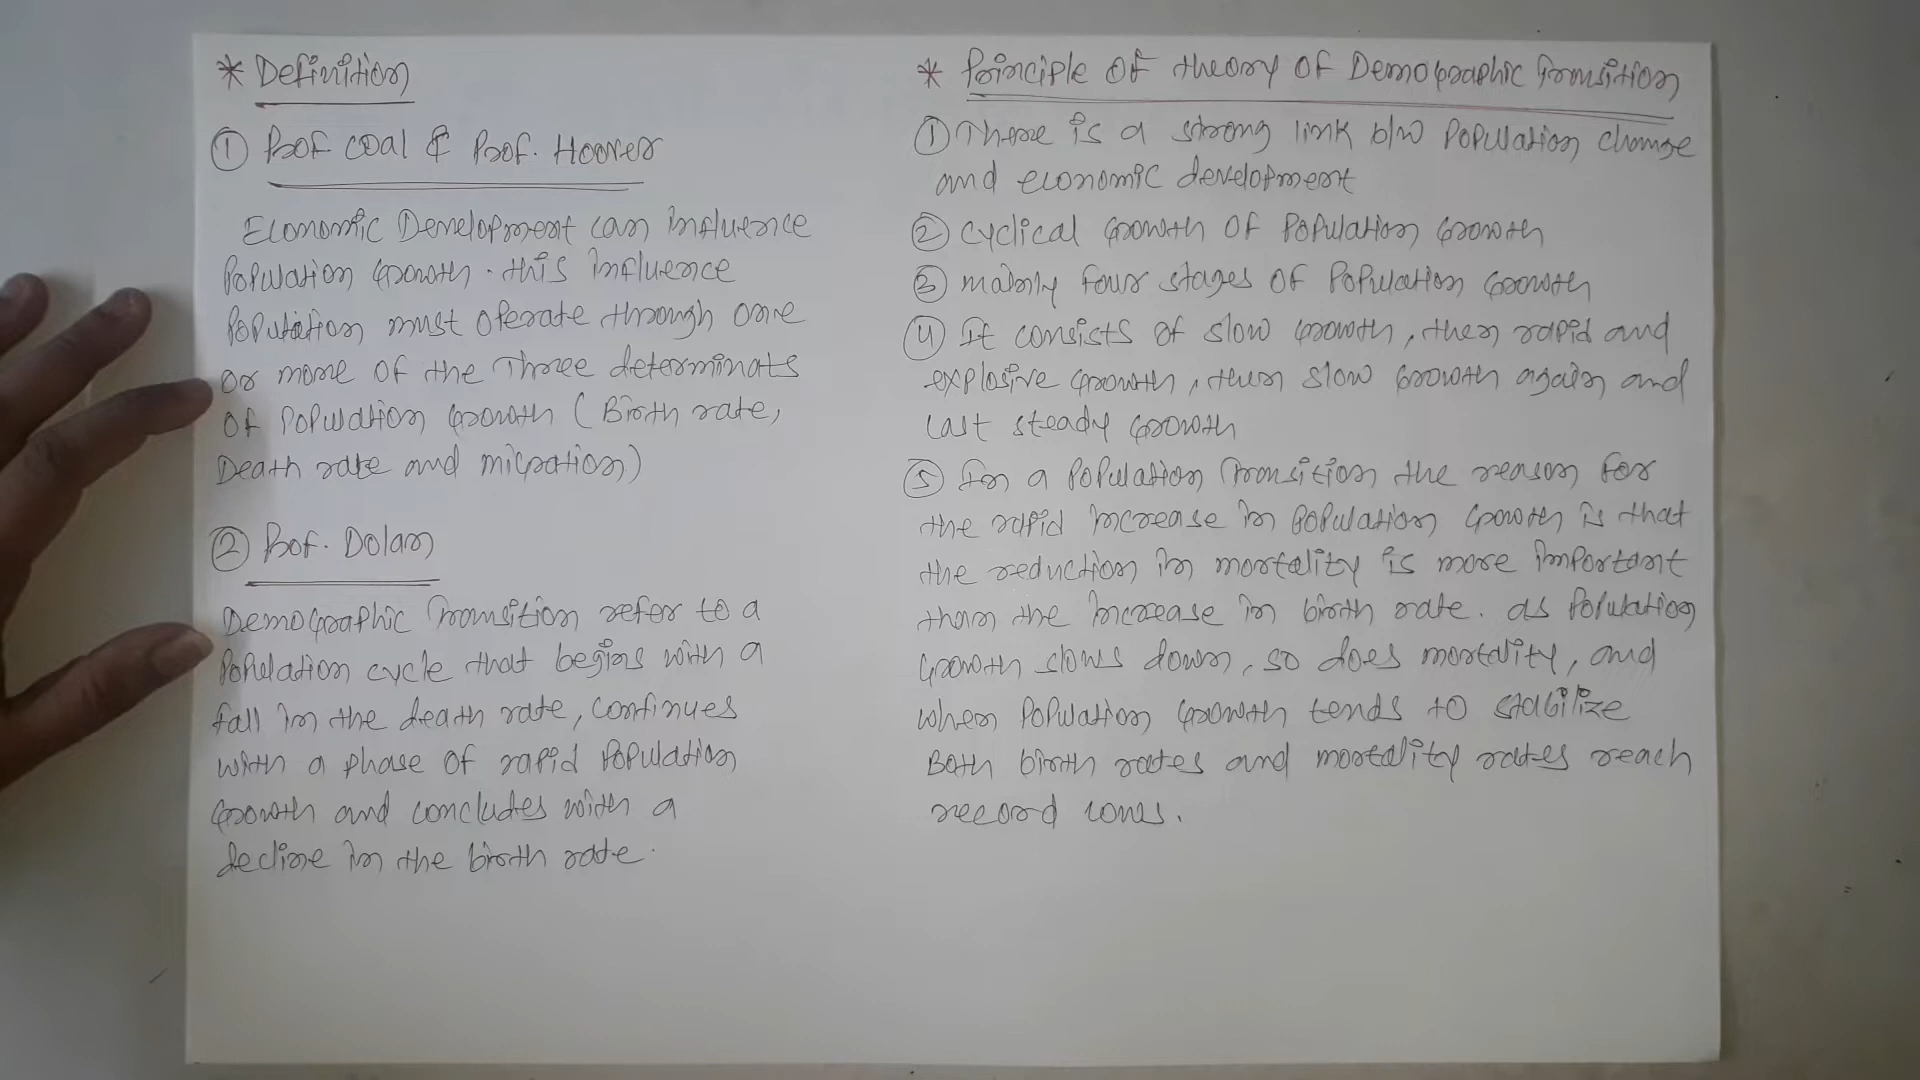 * Definition
① Prof Coal & Prof. Hoover
Economic Development can influence
Population Growth. this influence
Population must operate through one
or more of the Three determinats
of Population Growth (Birth rate,
Death rate and migration)
② Prof. Dolan
Demographic Transition refer to a
Population cycle that begins with a
fall in the death rate, continues
with a phase of rapid Population
Growth and concludes with a
decline in the birth rate.
* Principle of theory of Demographic Transition
① There is a strong link b/w Population change
and economic development
② cyclical Growth of Population Growth
③ mainly four stages of Population Growth
④ It consists of slow Growth, then rapid and
explosive Growth, then slow Growth again and
last steady Growth
⑤ In a Population Transition the reason for
the rapid increase in Population Growth is that
the reduction in mortality is more important
than the increase in birth rate. as Population
Growth slows down, so does mortality, and
when Population Growth tends to stabilize
Both birth rates and mortality rates reach
record lows.